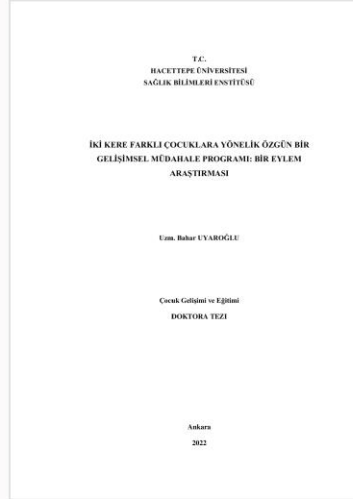 T.C.
HACETTEPE ÜNİVERSİTESİ
SAĞLIK BİLİMLERİ ENSTİTÜSÜ
İKİ KERE FARKLI ÇOCUKLARA YÖNELİK ÖZGÜN BİR
GELİŞİMSEL MÜDAHALE PROGRAMI: BİR EYLEM
ARAŞTIRMASI
Uzm. Bahar UYAROĞLU
Çocuk Gelişimi ve Eğitimi
DOKTORA TEZI
Ankara
2022